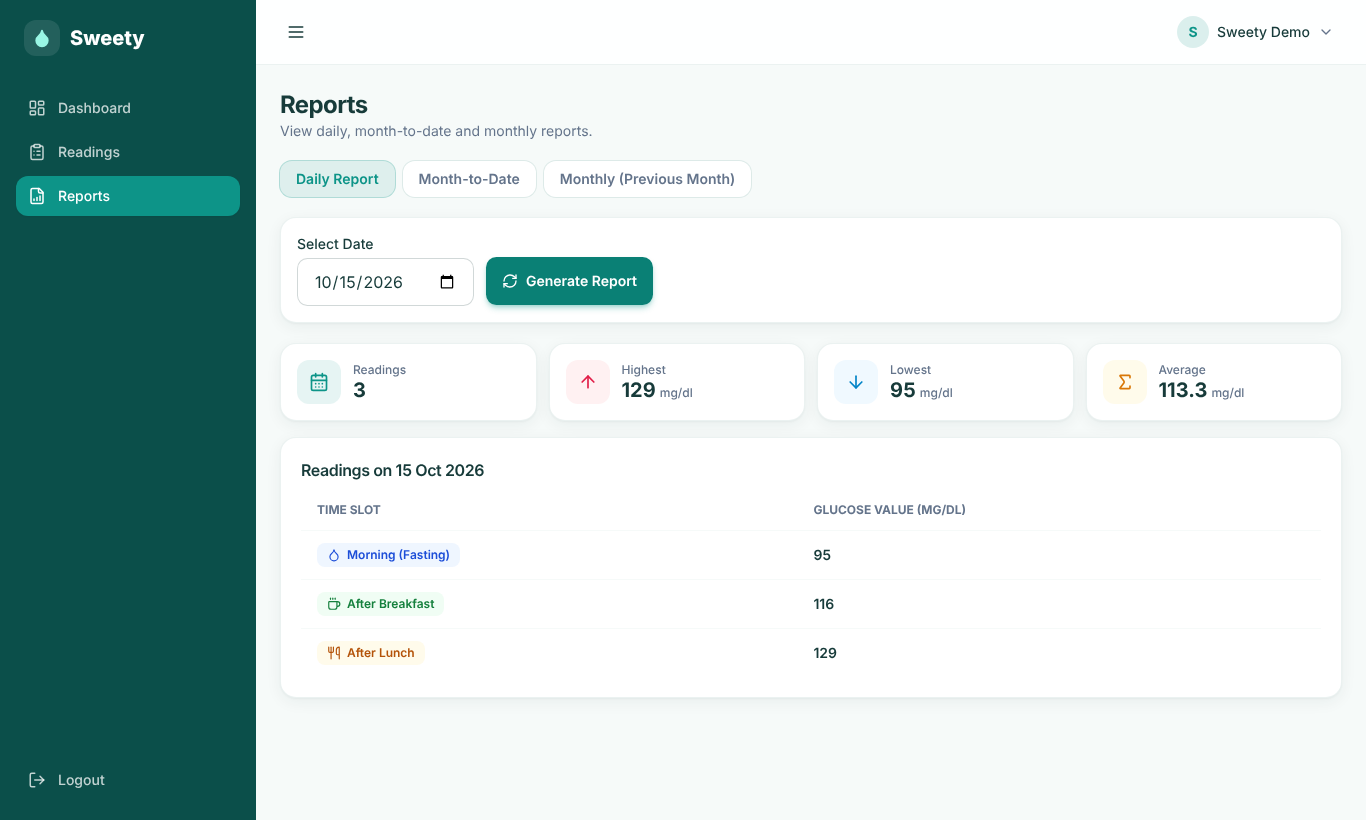 Sweety
Dashboard
Readings
Reports
Logout
S Sweety Demo
Reports
View daily, month-to-date and monthly reports.
Daily Report Month-to-Date Monthly (Previous Month)
Select Date
10/15/2026 Generate Report
Readings
3
Highest
129 mg/dl
Lowest
95 mg/dl
Average
113.3 mg/dl
Readings on 15 Oct 2026
TIME SLOT GLUCOSE VALUE (MG/DL)
Morning (Fasting) 95
After Breakfast 116
After Lunch 129